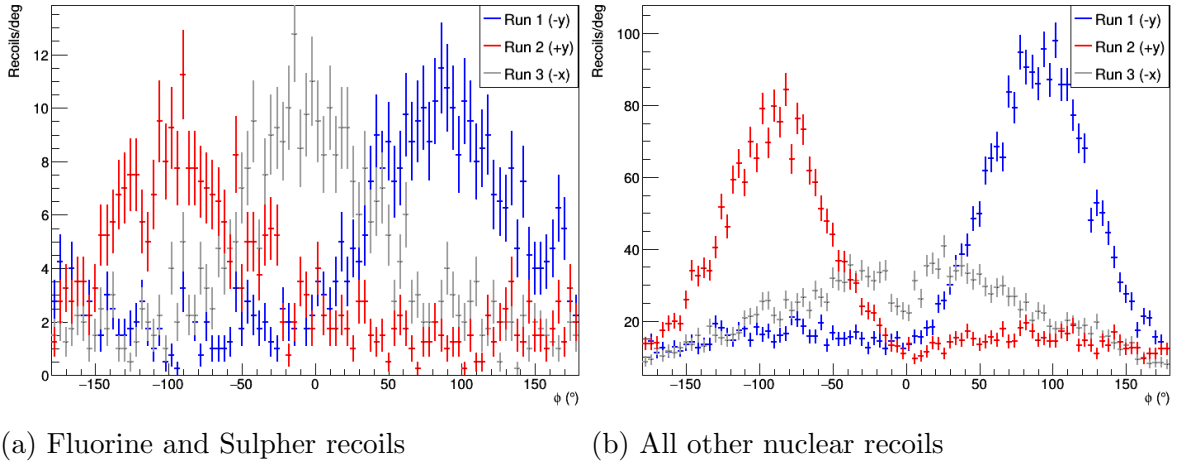 Recoils/deg
Run 1 (-y)
Run 2 (+y)
Run 3 (-x)
12
10
8
6
4
2
0
−150 −100 −50 0 50 100 150
ϕ (°)
(a) Fluorine and Sulpher recoils
Recoils/deg
Run 1 (-y)
Run 2 (+y)
Run 3 (-x)
100
80
60
40
20
−150 −100 −50 0 50 100 150
ϕ (°)
(b) All other nuclear recoils